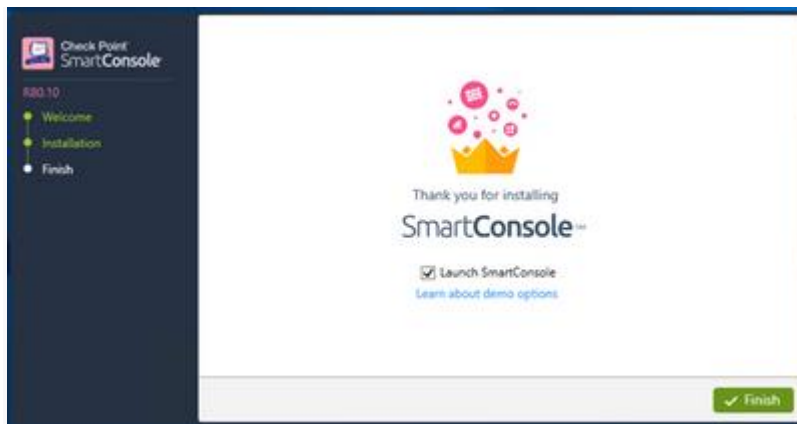 Check Point
SmartConsole
R80.10
Welcome
Installation
Finish
Thank you for installing
SmartConsole™
Launch SmartConsole
Learn about demo options
Finish